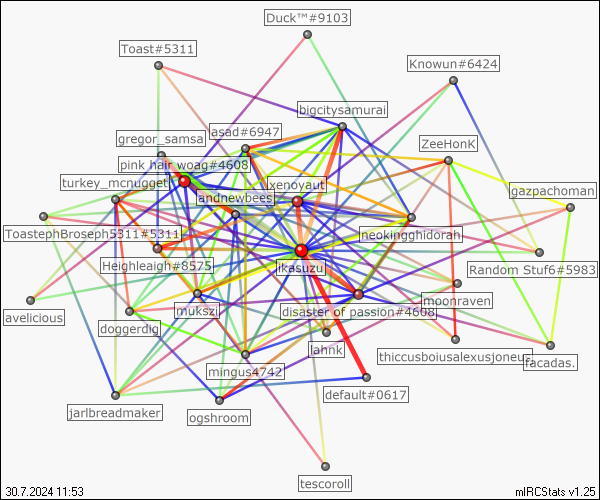 Duck™#9103
Toast#5311
Knowun#6424
bigcitysamurai
gregor_samsa
asad#6947
ZeeHonK
pink hair woag#4608
turkey_mcnugget
xenoyaut
gazpachoman
andnewbees
ToastephBroseph5311#5311
neokingghidorah
Heighleaigh#8575
jkasuzu
Random Stuf6#5983
moonraven
mukszi
disaster of passion#4608
avelicious
doggerdig
lahnk
thiccusboiusalexusjoneus
facadas.
mingus4742
default#0617
jarlbreadmaker
ogshroom
tescoroll
30.7.2024 11:53
mIRCStats v1.25